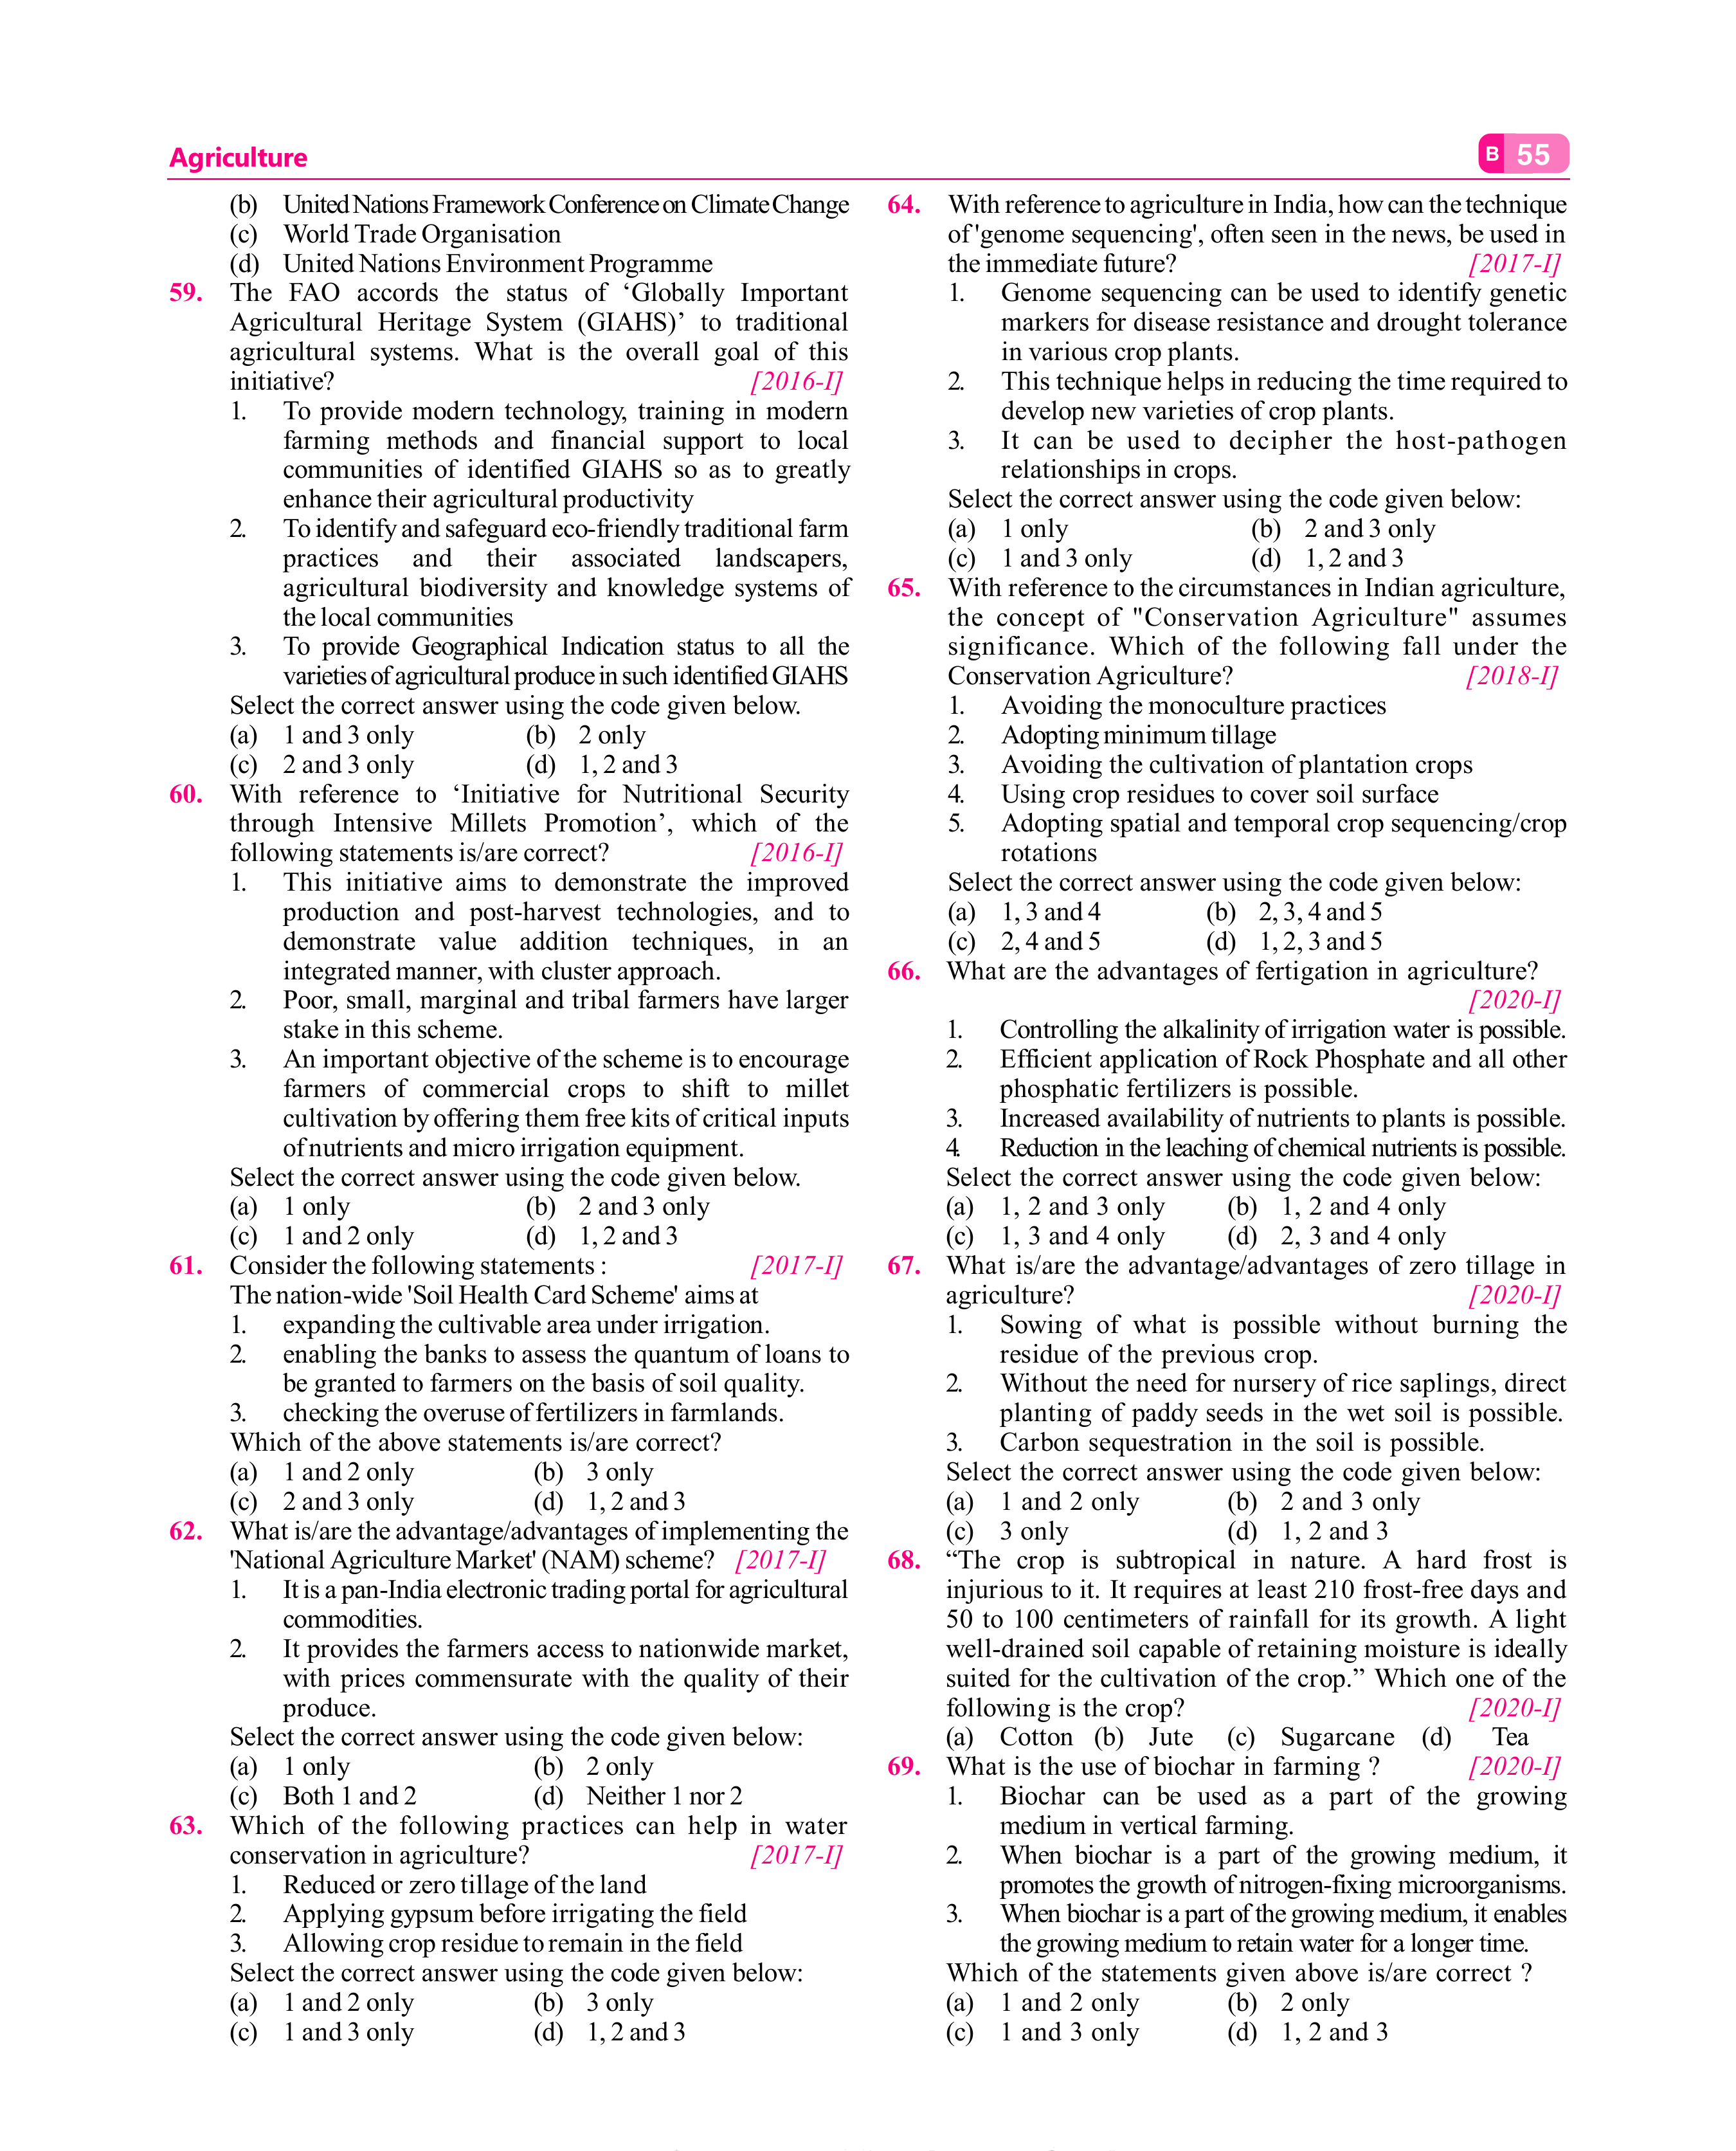 Agriculture
B 55
(b) United Nations Framework Conference on Climate Change
(c) World Trade Organisation
(d) United Nations Environment Programme
59. The FAO accords the status of ‘Globally Important
Agricultural Heritage System (GIAHS)’ to traditional
agricultural systems. What is the overall goal of this
initiative? [2016-I]
1. To provide modern technology, training in modern
farming methods and financial support to local
communities of identified GIAHS so as to greatly
enhance their agricultural productivity
2. To identify and safeguard eco-friendly traditional farm
practices and their associated landscapers,
agricultural biodiversity and knowledge systems of
the local communities
3. To provide Geographical Indication status to all the
varieties of agricultural produce in such identified GIAHS
Select the correct answer using the code given below.
(a) 1 and 3 only (b) 2 only
(c) 2 and 3 only (d) 1, 2 and 3
60. With reference to ‘Initiative for Nutritional Security
through Intensive Millets Promotion’, which of the
following statements is/are correct? [2016-I]
1. This initiative aims to demonstrate the improved
production and post-harvest technologies, and to
demonstrate value addition techniques, in an
integrated manner, with cluster approach.
2. Poor, small, marginal and tribal farmers have larger
stake in this scheme.
3. An important objective of the scheme is to encourage
farmers of commercial crops to shift to millet
cultivation by offering them free kits of critical inputs
of nutrients and micro irrigation equipment.
Select the correct answer using the code given below.
(a) 1 only (b) 2 and 3 only
(c) 1 and 2 only (d) 1, 2 and 3
61. Consider the following statements : [2017-I]
The nation-wide 'Soil Health Card Scheme' aims at
1. expanding the cultivable area under irrigation.
2. enabling the banks to assess the quantum of loans to
be granted to farmers on the basis of soil quality.
3. checking the overuse of fertilizers in farmlands.
Which of the above statements is/are correct?
(a) 1 and 2 only (b) 3 only
(c) 2 and 3 only (d) 1, 2 and 3
62. What is/are the advantage/advantages of implementing the
'National Agriculture Market' (NAM) scheme? [2017-I]
1. It is a pan-India electronic trading portal for agricultural
commodities.
2. It provides the farmers access to nationwide market,
with prices commensurate with the quality of their
produce.
Select the correct answer using the code given below:
(a) 1 only (b) 2 only
(c) Both 1 and 2 (d) Neither 1 nor 2
63. Which of the following practices can help in water
conservation in agriculture? [2017-I]
1. Reduced or zero tillage of the land
2. Applying gypsum before irrigating the field
3. Allowing crop residue to remain in the field
Select the correct answer using the code given below:
(a) 1 and 2 only (b) 3 only
(c) 1 and 3 only (d) 1, 2 and 3
64. With reference to agriculture in India, how can the technique
of 'genome sequencing', often seen in the news, be used in
the immediate future? [2017-I]
1. Genome sequencing can be used to identify genetic
markers for disease resistance and drought tolerance
in various crop plants.
2. This technique helps in reducing the time required to
develop new varieties of crop plants.
3. It can be used to decipher the host-pathogen
relationships in crops.
Select the correct answer using the code given below:
(a) 1 only (b) 2 and 3 only
(c) 1 and 3 only (d) 1, 2 and 3
65. With reference to the circumstances in Indian agriculture,
the concept of "Conservation Agriculture" assumes
significance. Which of the following fall under the
Conservation Agriculture? [2018-I]
1. Avoiding the monoculture practices
2. Adopting minimum tillage
3. Avoiding the cultivation of plantation crops
4. Using crop residues to cover soil surface
5. Adopting spatial and temporal crop sequencing/crop
rotations
Select the correct answer using the code given below:
(a) 1, 3 and 4 (b) 2, 3, 4 and 5
(c) 2, 4 and 5 (d) 1, 2, 3 and 5
66. What are the advantages of fertigation in agriculture?
[2020-I]
1. Controlling the alkalinity of irrigation water is possible.
2. Efficient application of Rock Phosphate and all other
phosphatic fertilizers is possible.
3. Increased availability of nutrients to plants is possible.
4. Reduction in the leaching of chemical nutrients is possible.
Select the correct answer using the code given below:
(a) 1, 2 and 3 only (b) 1, 2 and 4 only
(c) 1, 3 and 4 only (d) 2, 3 and 4 only
67. What is/are the advantage/advantages of zero tillage in
agriculture? [2020-I]
1. Sowing of what is possible without burning the
residue of the previous crop.
2. Without the need for nursery of rice saplings, direct
planting of paddy seeds in the wet soil is possible.
3. Carbon sequestration in the soil is possible.
Select the correct answer using the code given below:
(a) 1 and 2 only (b) 2 and 3 only
(c) 3 only (d) 1, 2 and 3
68. “The crop is subtropical in nature. A hard frost is
injurious to it. It requires at least 210 frost-free days and
50 to 100 centimeters of rainfall for its growth. A light
well-drained soil capable of retaining moisture is ideally
suited for the cultivation of the crop.” Which one of the
following is the crop? [2020-I]
(a) Cotton (b) Jute (c) Sugarcane (d) Tea
69. What is the use of biochar in farming ? [2020-I]
1. Biochar can be used as a part of the growing
medium in vertical farming.
2. When biochar is a part of the growing medium, it
promotes the growth of nitrogen-fixing microorganisms.
3. When biochar is a part of the growing medium, it enables
the growing medium to retain water for a longer time.
Which of the statements given above is/are correct ?
(a) 1 and 2 only (b) 2 only
(c) 1 and 3 only (d) 1, 2 and 3